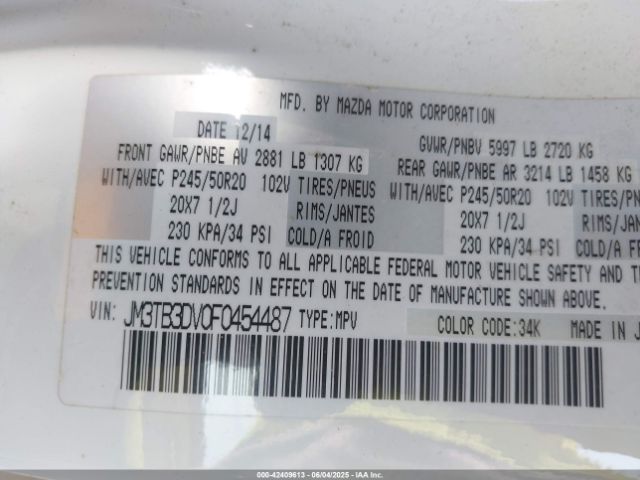 MFD. BY MAZDA MOTOR CORPORATION
DATE 12/14
GVWR/PNBV 5997 LB 2720 KG
FRONT GAWR/PNBE AV 2881 LB 1307 KG
REAR GAWR/PNBE AR 3214 LB 1458 KG
WITH/AVEC P245/50R20 102V TIRES/PNEUS
WITH/AVEC P245/50R20 102V TIRES/PN
20X7 1/2J RIMS/JANTES
20X7 1/2J RIMS/JAN
230 KPA/34 PSI COLD/A FROID
230 KPA/34 PSI COLD/A F
THIS VEHICLE CONFORMS TO ALL APPLICABLE FEDERAL MOTOR VEHICLE SAFETY AND
PREVENTION STANDARDS IN EFFECT ON THE DATE OF MANUFACTURE SHOWN ABOVE.
VIN: JM3TB3DV0F0454487 TYPE:MPV COLOR CODE:34K MADE IN J
000-42409613 - 06/04/2025 - IAA Inc.